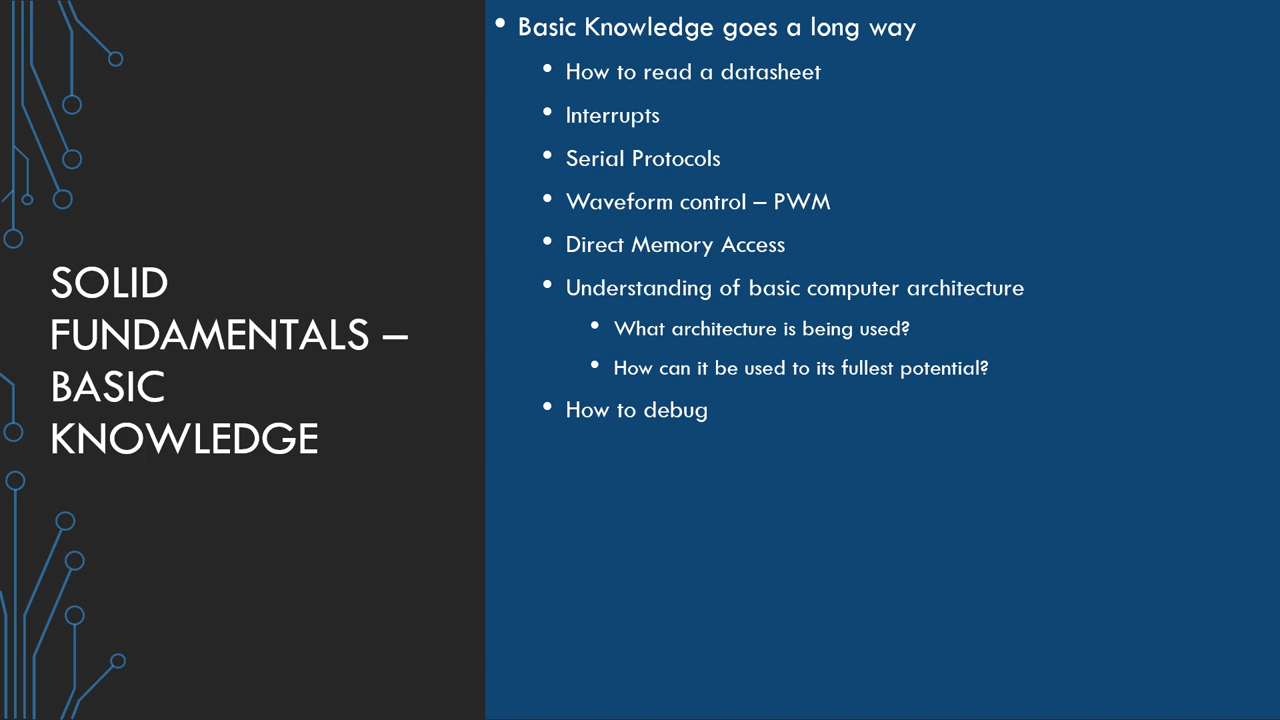 SOLID
FUNDAMENTALS –
BASIC
KNOWLEDGE
• Basic Knowledge goes a long way
• How to read a datasheet
• Interrupts
• Serial Protocols
• Waveform control – PWM
• Direct Memory Access
• Understanding of basic computer architecture
• What architecture is being used?
• How can it be used to its fullest potential?
• How to debug